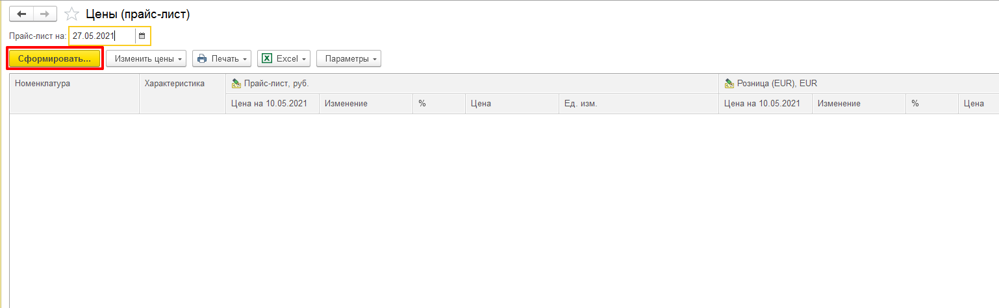 Цены (прайс-лист)
Прайс-лист на: 27.05.2021
Сформировать... Изменить цены Печать Excel Параметры
Номенклатура Характеристика Прайс-лист, руб. Розница (EUR), EUR
Цена на 10.05.2021 Изменение % Цена Ед. изм. Цена на 10.05.2021 Изменение % Цена